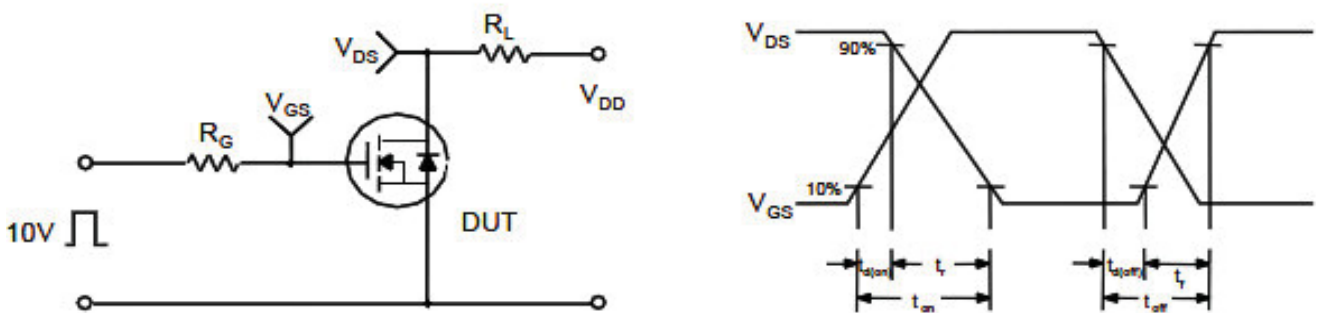 R_L
V_DS
V_DD
V_GS
R_G
10V
DUT
V_DS
90%
10%
V_GS
t_d(on)
t_r
t_d(off)
t_f
t_on
t_off